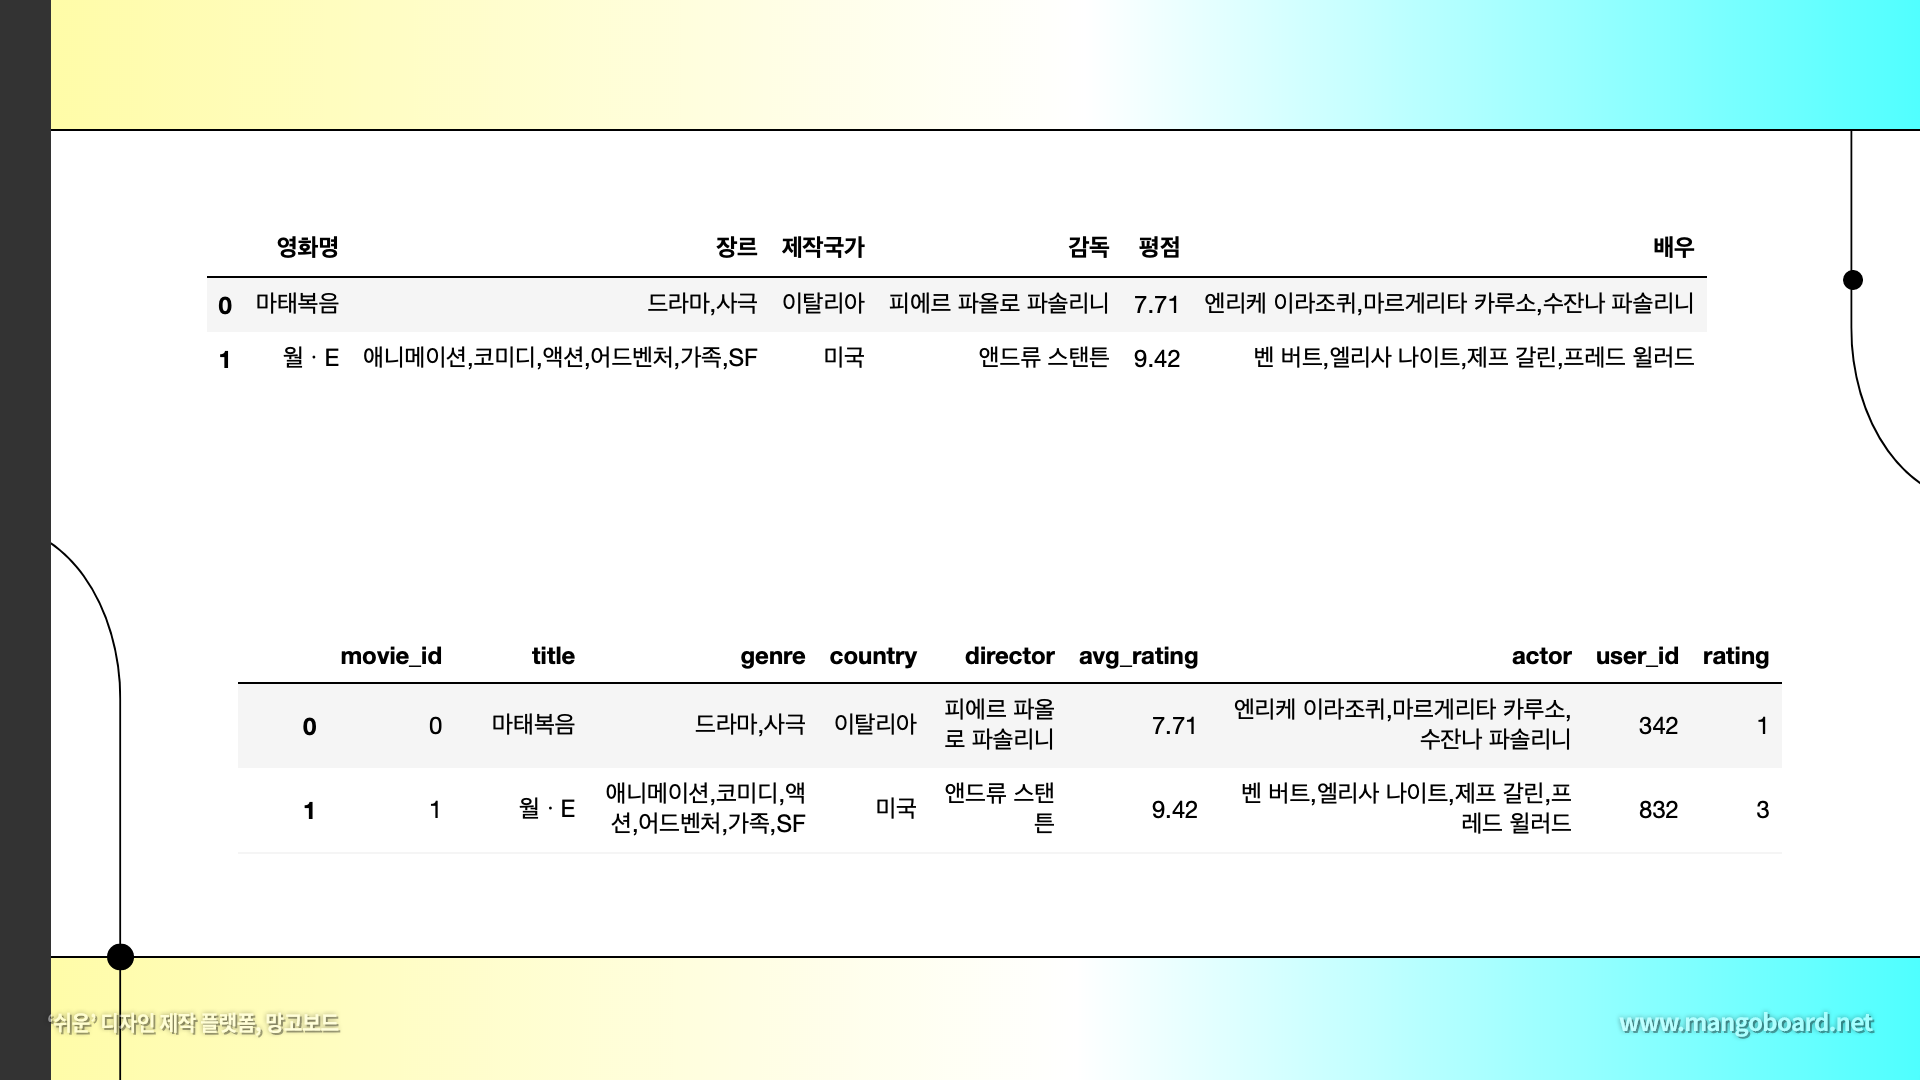 영화명 장르 제작국가 감독 평점 배우
0 마태복음 드라마,사극 이탈리아 피에르 파올로 파솔리니 7.71 엔리케 이라조퀴,마르게리타 카루소,수잔나 파솔리니
1 월ㆍE 애니메이션,코미디,액션,어드벤처,가족,SF 미국 앤드류 스탠튼 9.42 벤 버트,엘리사 나이트,제프 갈린,프레드 윌러드
movie_id title genre country director avg_rating actor user_id rating
0 0 마태복음 드라마,사극 이탈리아 피에르 파올
로 파솔리니 7.71 엔리케 이라조퀴,마르게리타 카루소,
수잔나 파솔리니 342 1
1 1 월ㆍE 애니메이션,코미디,액
션,어드벤처,가족,SF 미국 앤드류 스탠
튼 9.42 벤 버트,엘리사 나이트,제프 갈린,프
레드 윌러드 832 3
‘쉬운’ 디자인 제작 플랫폼, 망고보드
www.mangoboard.net